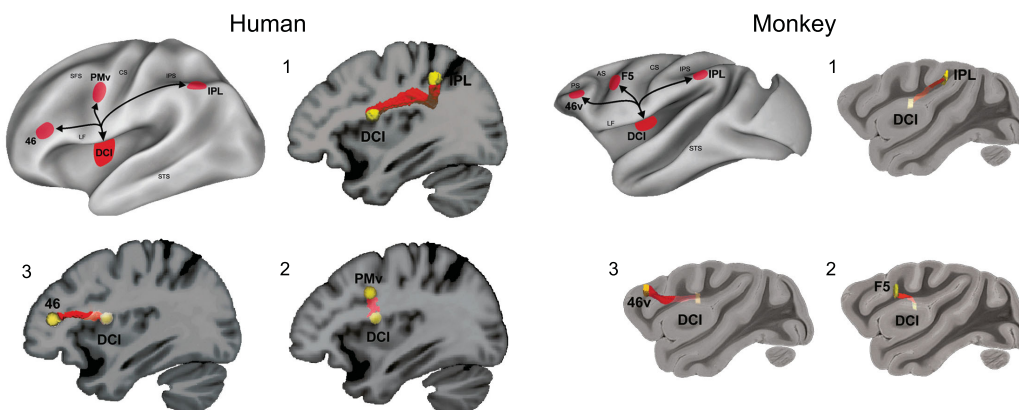 Human
Monkey
SFS
CS
IPS
PMv
IPL
46
LF
DCI
STS
1
IPL
DCI
PS
AS
CS
IPS
F5
IPL
46v
LF
DCI
STS
1
IPL
DCI
3
46
DCI
2
PMv
DCI
3
46v
DCI
2
F5
DCI